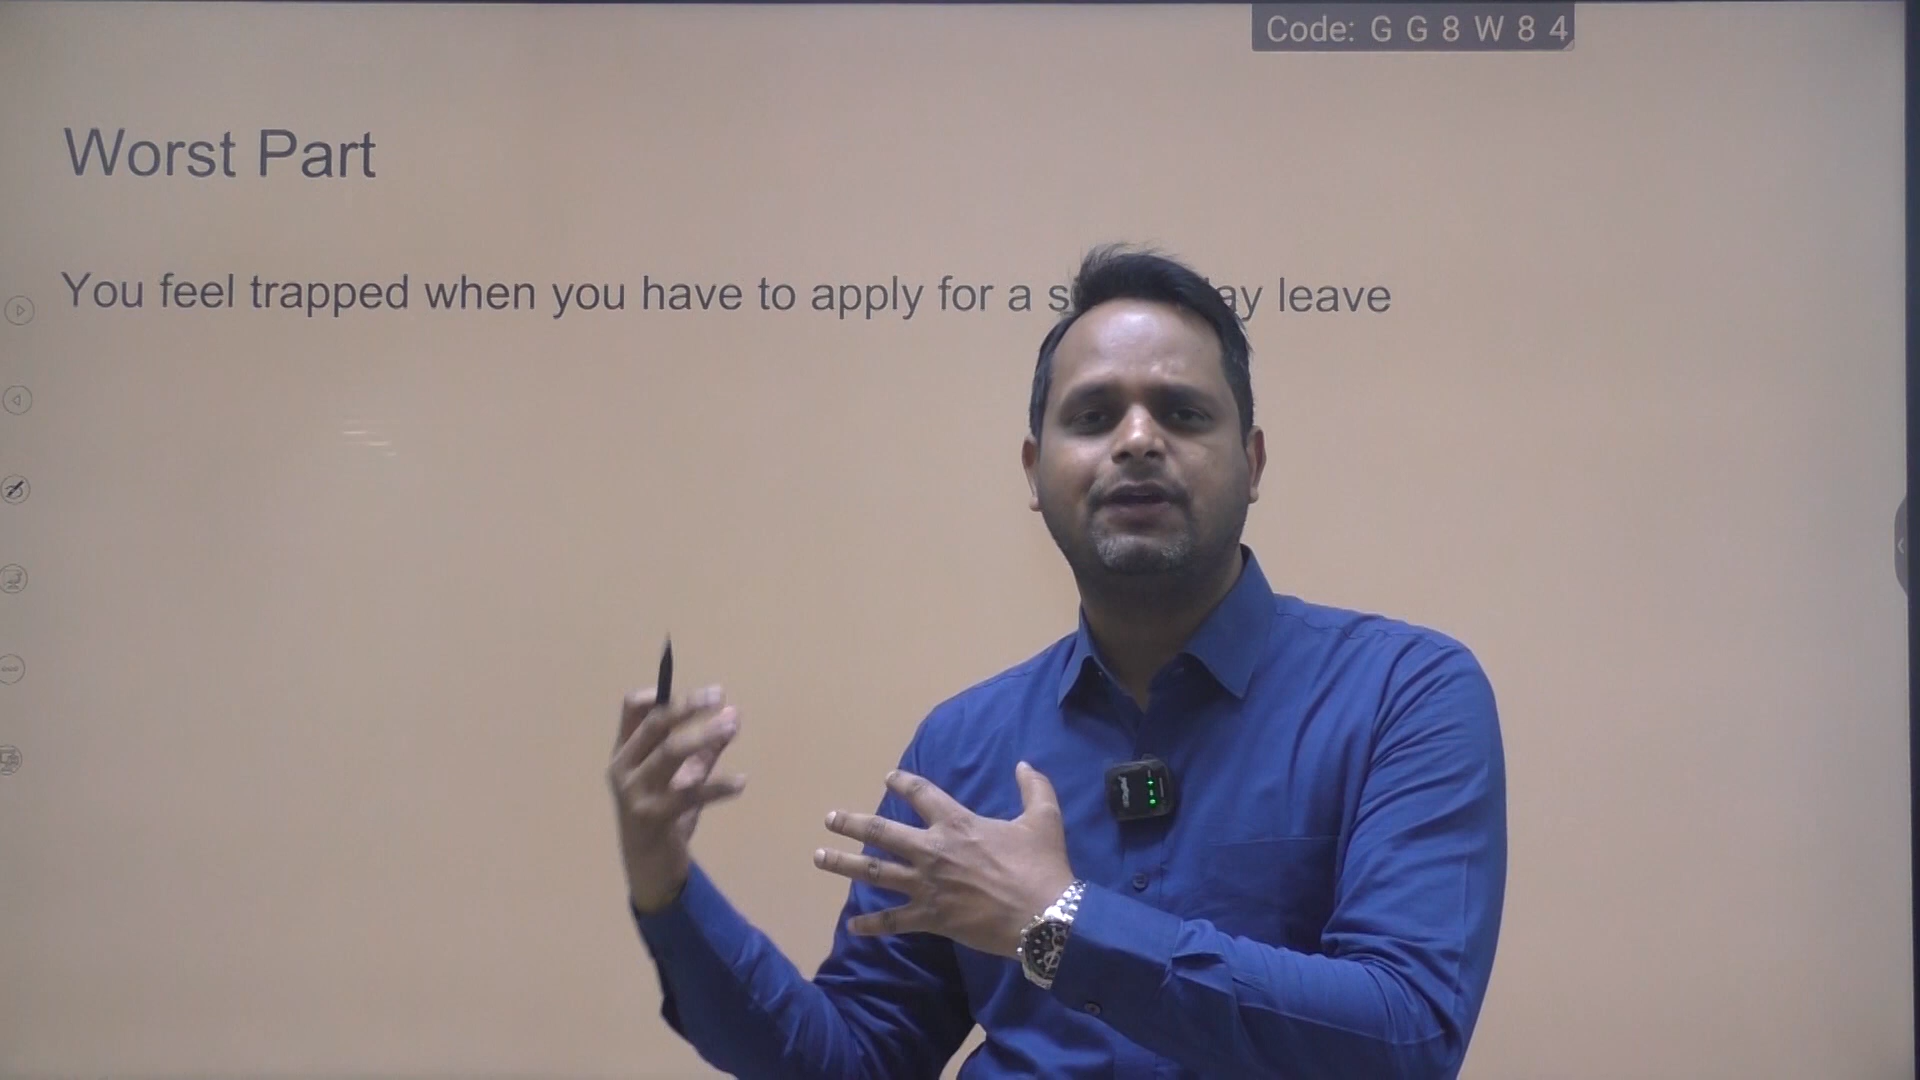 Code: G G 8 W 8 4
Worst Part
You feel trapped when you have to apply for a leave